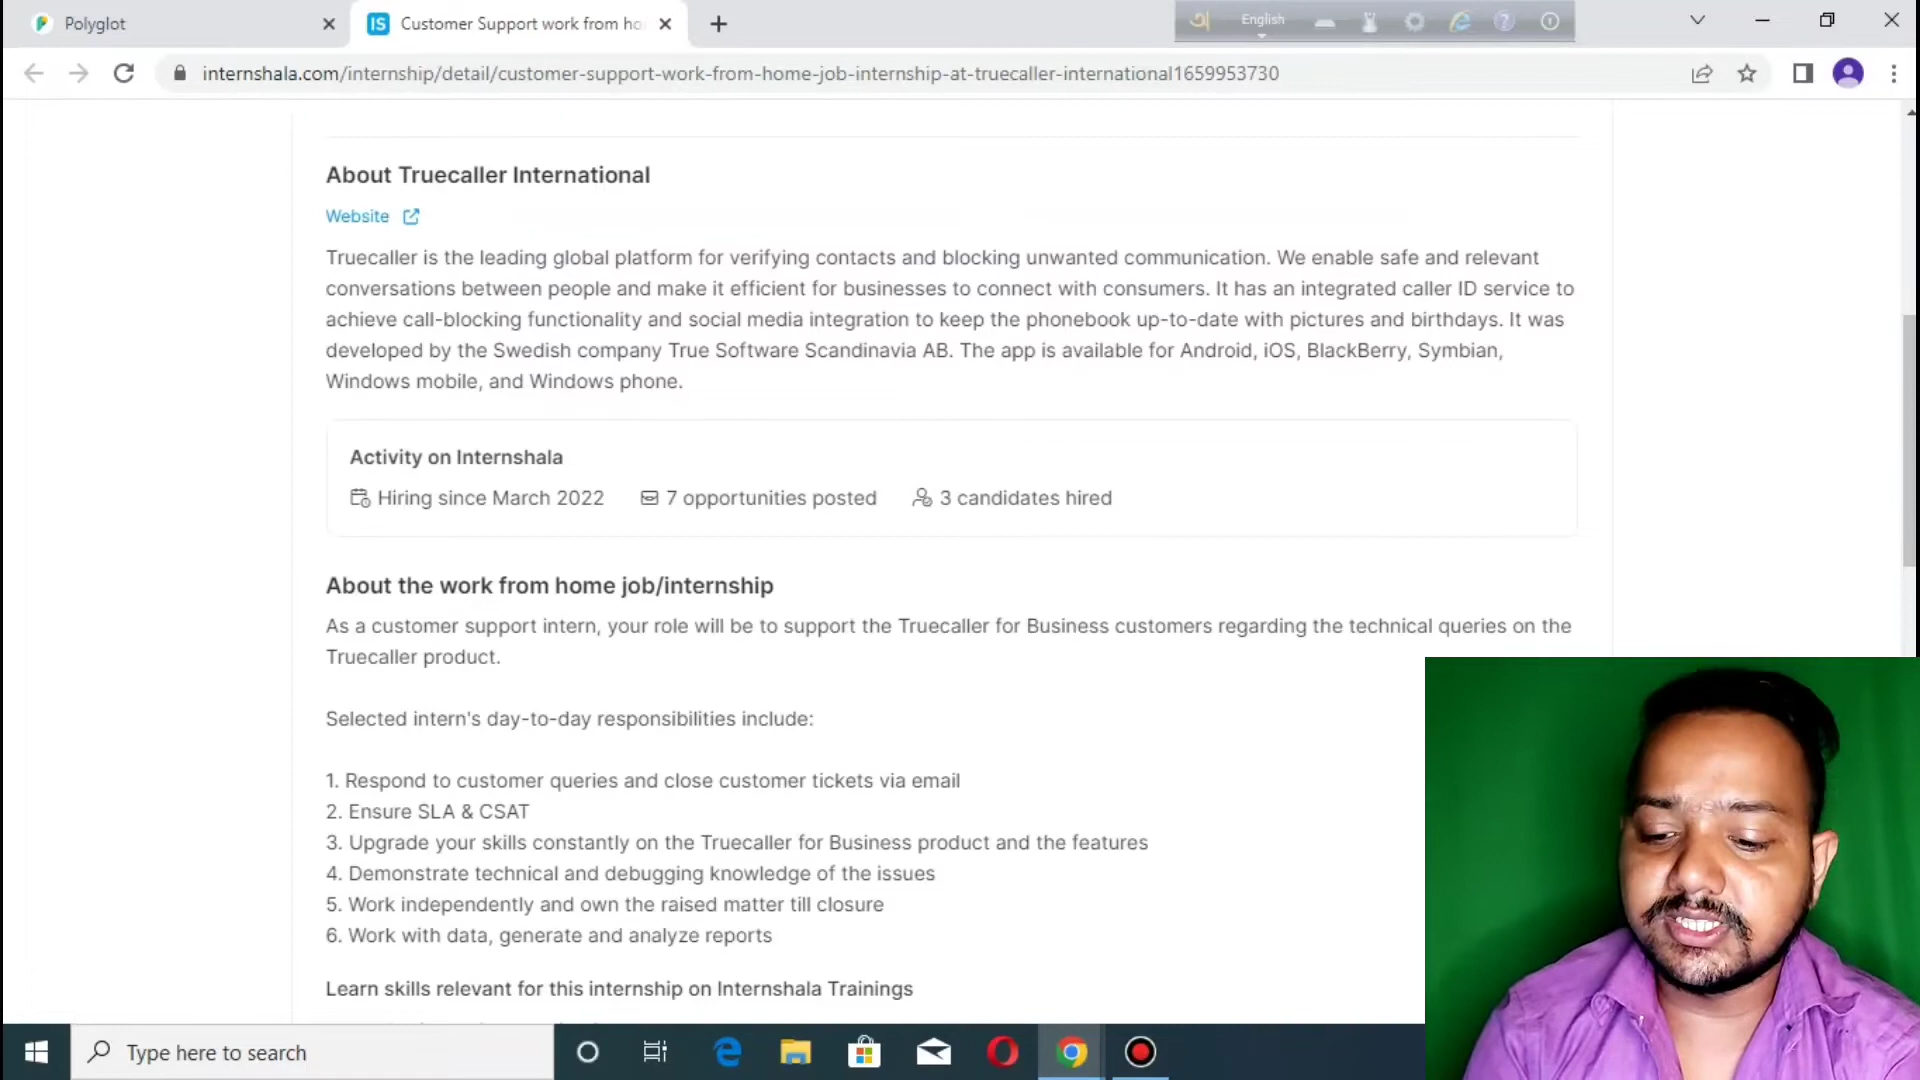 Polyglot
Customer Support work from ho
English
internshala.com/internship/detail/customer-support-work-from-home-job-internship-at-truecaller-international1659953730
About Truecaller International
Website
Truecaller is the leading global platform for verifying contacts and blocking unwanted communication. We enable safe and relevant
conversations between people and make it efficient for businesses to connect with consumers. It has an integrated caller ID service to
achieve call-blocking functionality and social media integration to keep the phonebook up-to-date with pictures and birthdays. It was
developed by the Swedish company True Software Scandinavia AB. The app is available for Android, iOS, BlackBerry, Symbian,
Windows mobile, and Windows phone.
Activity on Internshala
Hiring since March 2022 7 opportunities posted 3 candidates hired
About the work from home job/internship
As a customer support intern, your role will be to support the Truecaller for Business customers regarding the technical queries on the
Truecaller product.
Selected intern's day-to-day responsibilities include:
1. Respond to customer queries and close customer tickets via email
2. Ensure SLA & CSAT
3. Upgrade your skills constantly on the Truecaller for Business product and the features
4. Demonstrate technical and debugging knowledge of the issues
5. Work independently and own the raised matter till closure
6. Work with data, generate and analyze reports
Learn skills relevant for this internship on Internshala Trainings
Type here to search